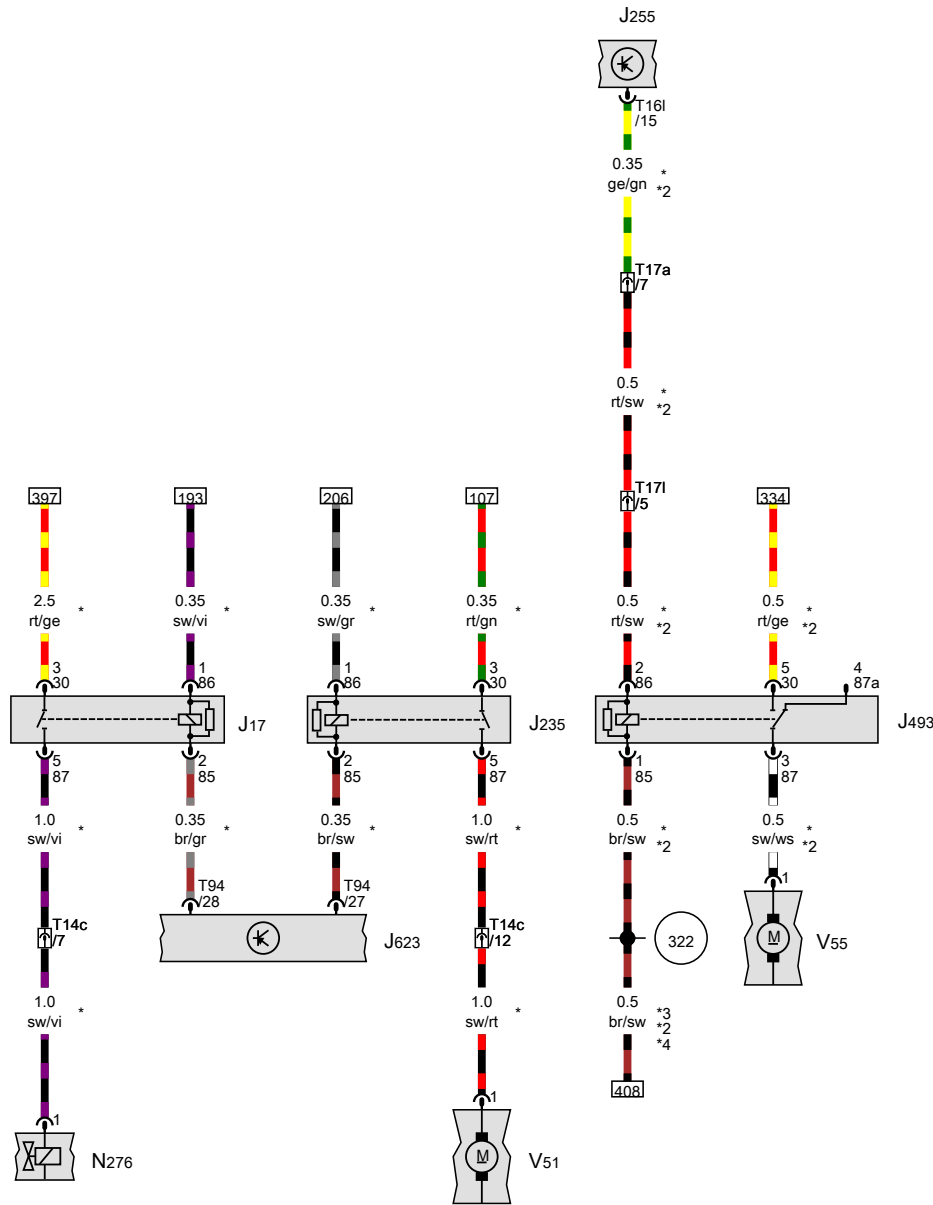 J255
T16l
/15
0.35
ge/gn
*
*2
T17a
/7
0.5
rt/sw
*
*2
T17l
/5
397
193
206
107
334
2.5
rt/ge
*
0.35
sw/vi
*
0.35
sw/gr
*
0.35
rt/gn
*
0.5
rt/sw
*
*2
0.5
rt/ge
*
*2
3
30
1
86
1
86
3
30
2
86
5
30
4
87a
J17
J235
J493
5
87
2
85
2
85
5
87
1
85
3
87
1.0
sw/vi
*
0.35
br/gr
*
0.35
br/sw
*
1.0
sw/rt
*
0.5
br/sw
*
*2
0.5
sw/ws
*
*2
T94
/28
T94
/27
1
T14c
/7
J623
T14c
/12
322
M
V55
1.0
sw/vi
*
1.0
sw/rt
*
0.5
br/sw
*3
*2
*4
408
1
1
N276
M
V51